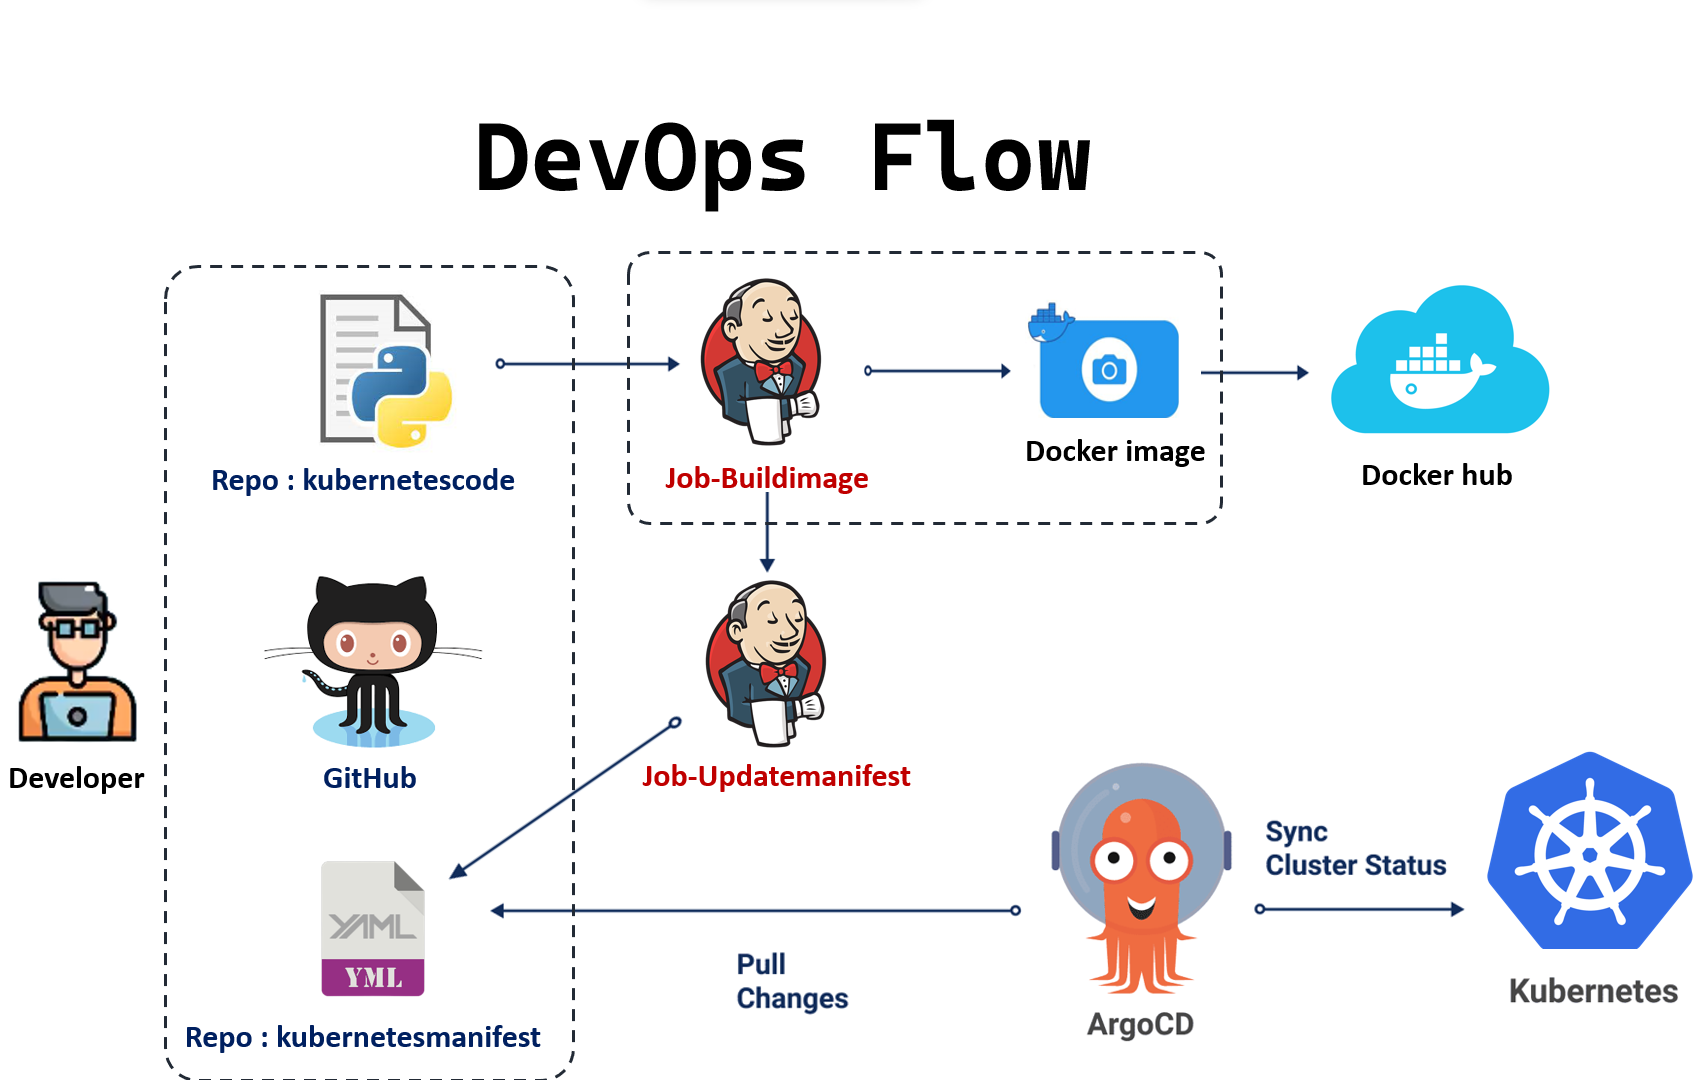 DevOps Flow
Repo : kubernetescode
Job-Buildimage
Docker image
Docker hub
Developer
GitHub
Job-Updatemanifest
Sync
Cluster Status
YAML
YML
Pull
Changes
Repo : kubernetesmanifest
ArgoCD
Kubernetes